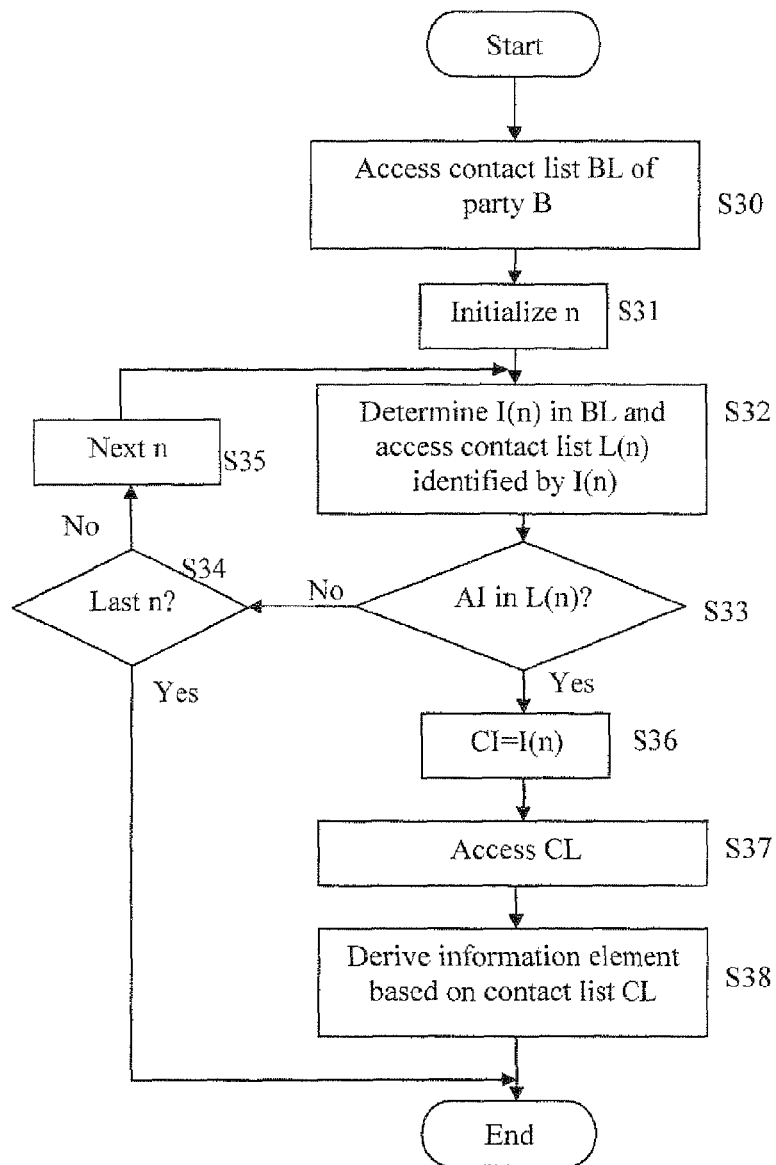 Start
Access contact list BL of
party B
S30
Initialize n
S31
Determine I(n) in BL and
access contact list L(n)
identified by I(n)
S32
Next n
S35
No
S34
Last n?
No
AI in L(n)?
S33
Yes
Yes
CI=I(n)
S36
Access CL
S37
Derive information element
based on contact list CL
S38
End